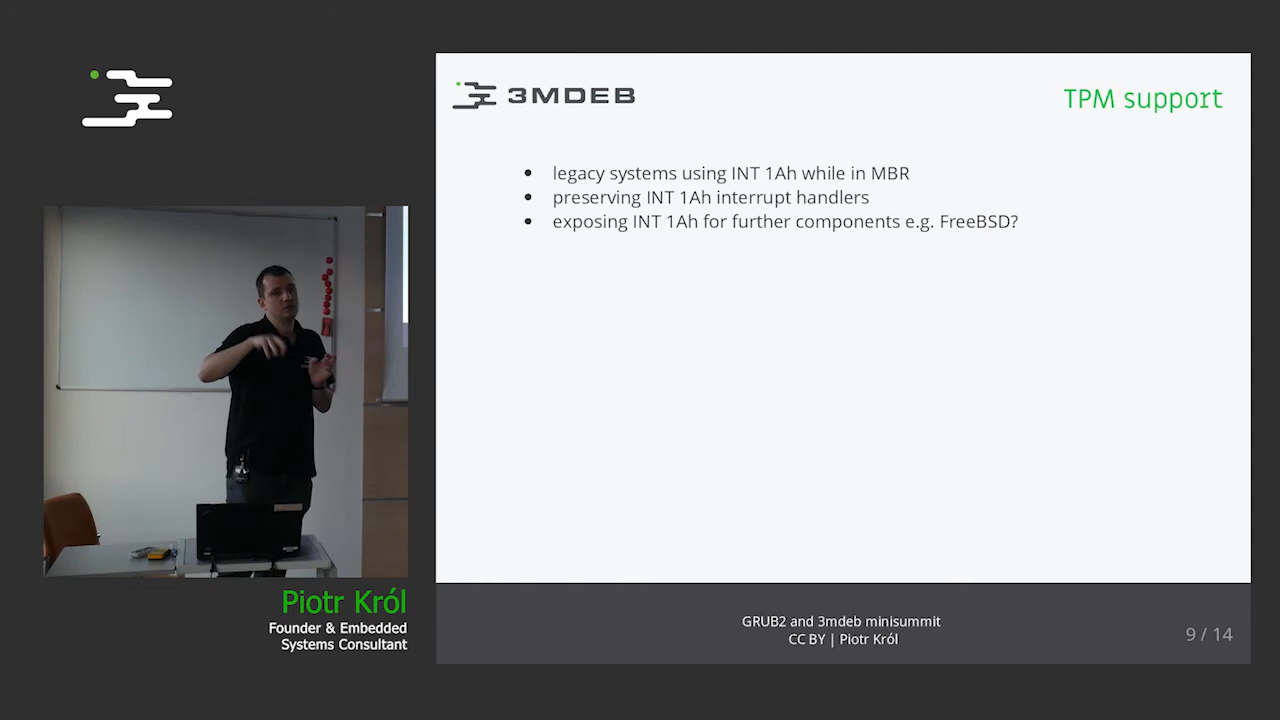 3MDEB
TPM support
legacy systems using INT 1Ah while in MBR
preserving INT 1Ah interrupt handlers
exposing INT 1Ah for further components e.g. FreeBSD?
Piotr Król
Founder & Embedded
Systems Consultant
GRUB2 and 3mdeb minisummit
CC BY | Piotr Król
9 / 14